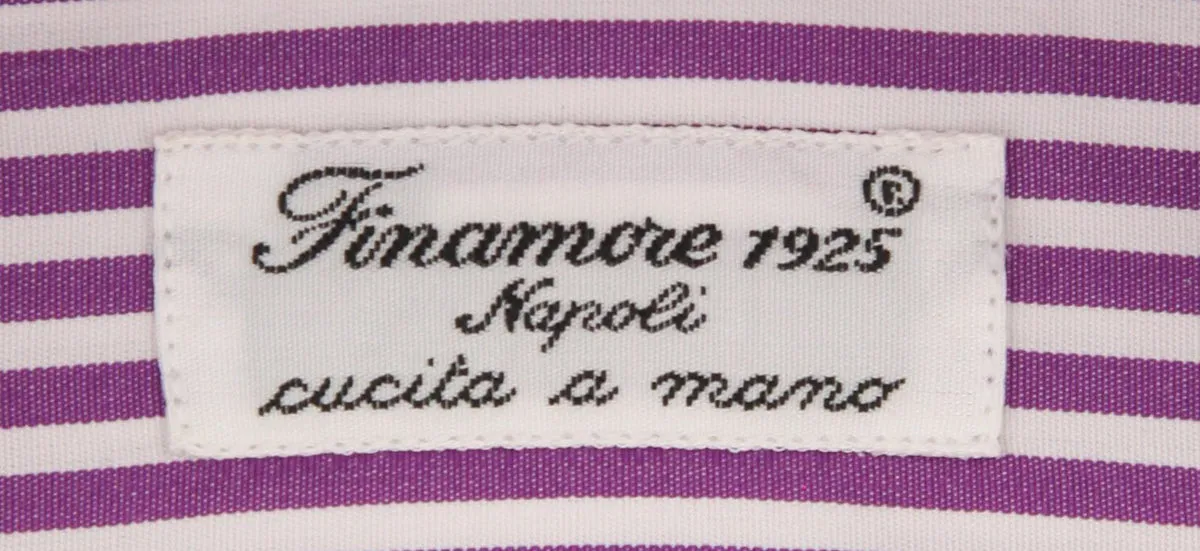 Finamore 1925®
Napoli
cucita a mano